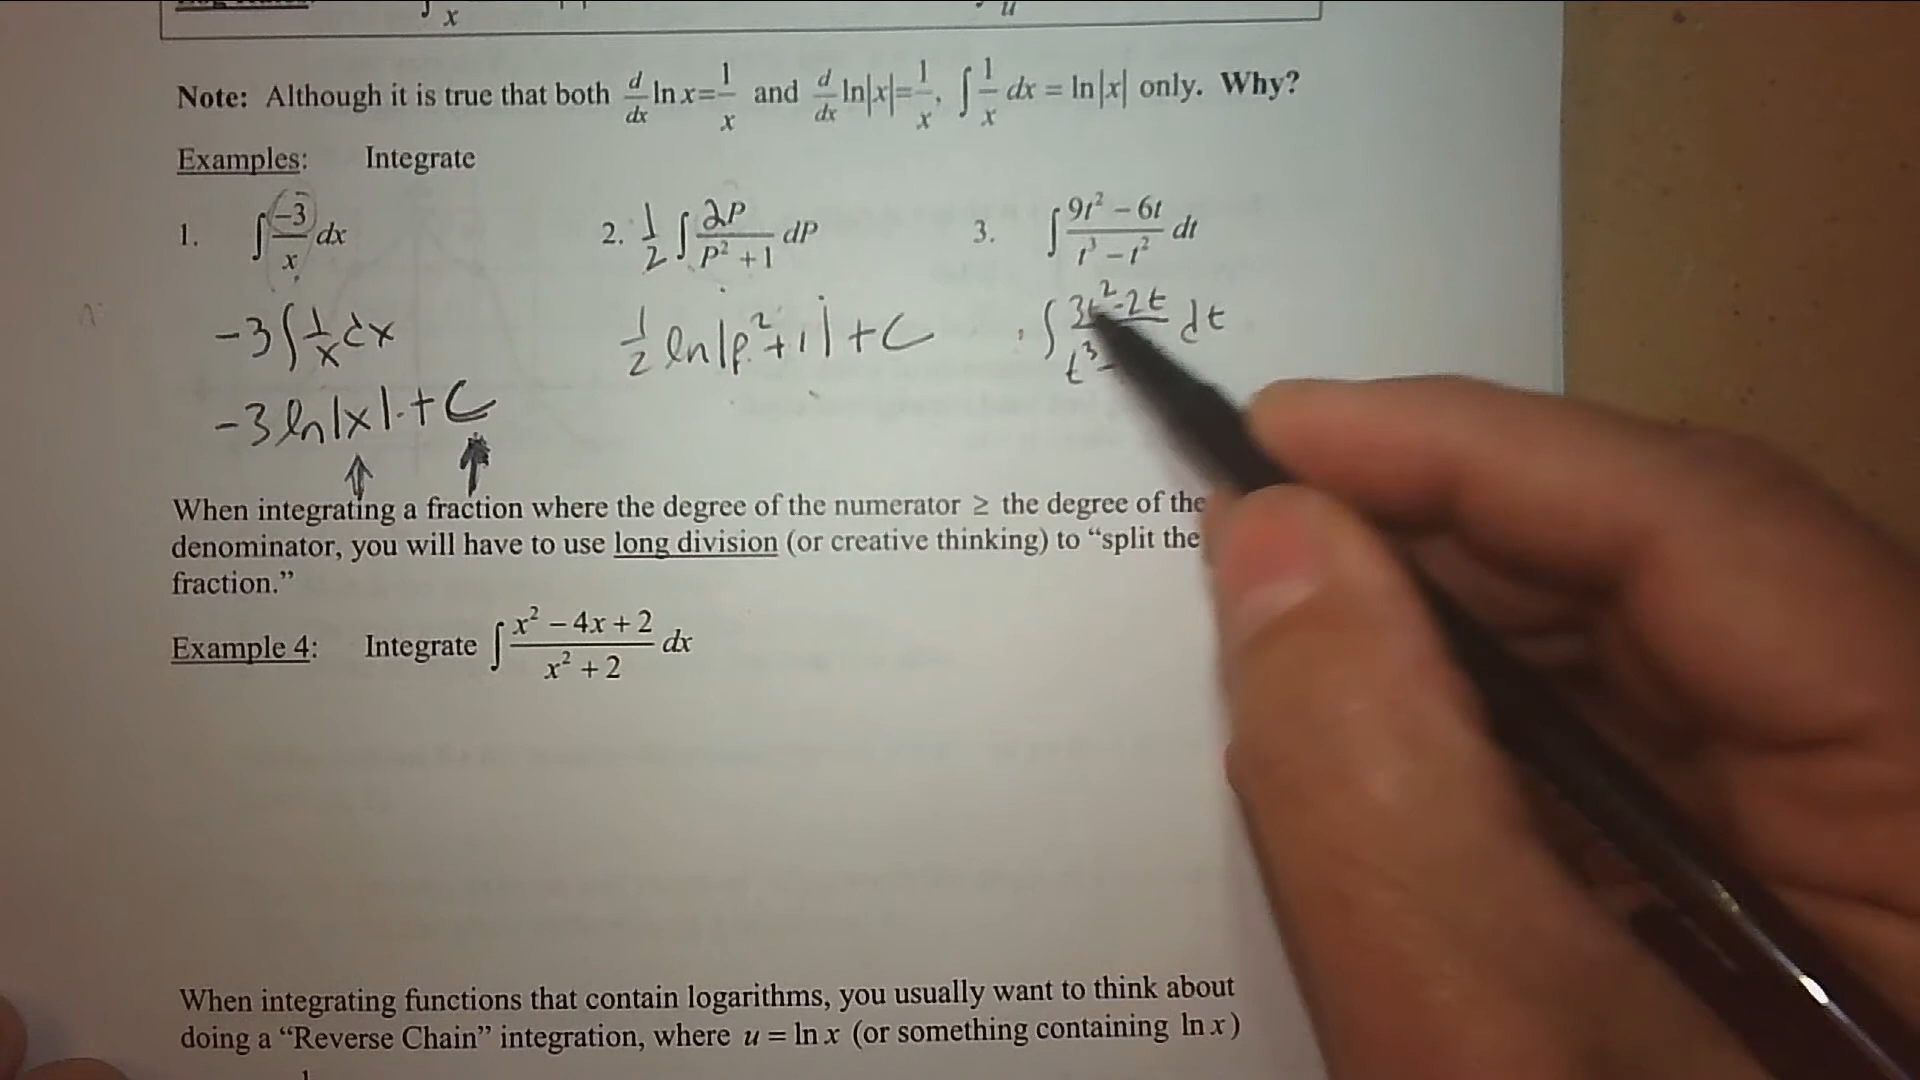 ∫ x
∫ u
Note: Although it is true that both d/dx ln x = 1/x and d/dx ln|x| = 1/x, ∫ 1/x dx = ln|x| only. Why?
Examples: Integrate
1. ∫ -3/x dx
2. 1/2 ∫ 2P/(P² + 1) dP
3. ∫ (9t² - 6t)/(t³ - t²) dt
-3 ∫ 1/x dx
1/2 ln|p² + 1| + C
∫ (3t² - 2t)/(t³ - dt
-3 ln|x| + C
When integrating a fraction where the degree of the numerator ≥ the degree of the
denominator, you will have to use long division (or creative thinking) to “split the
fraction.”
Example 4: Integrate ∫ (x² - 4x + 2)/(x² + 2) dx
When integrating functions that contain logarithms, you usually want to think about
doing a “Reverse Chain” integration, where u = ln x (or something containing ln x)